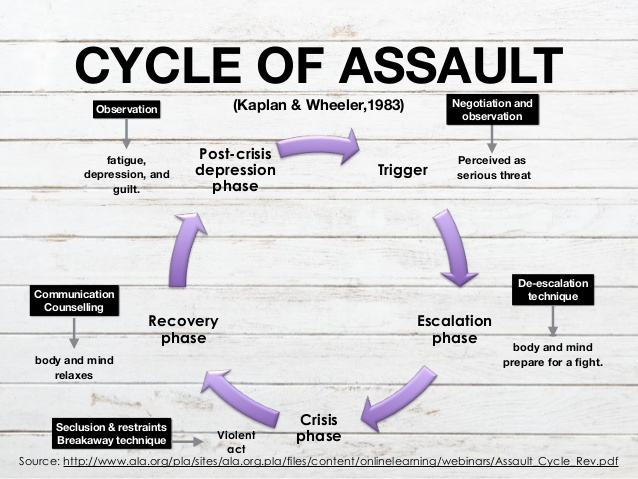 CYCLE OF ASSAULT
(Kaplan & Wheeler,1983)
Observation
fatigue,
depression, and
guilt.
Post-crisis
depression
phase
Trigger
Negotiation and
observation
Perceived as
serious threat
De-escalation
technique
body and mind
prepare for a fight.
Escalation
phase
Crisis
phase
Violent
act
Seclusion & restraints
Breakaway technique
Recovery
phase
Communication
Counselling
body and mind
relaxes
Source: http://www.ala.org/pla/sites/ala.org.pla/files/content/onlinelearning/webinars/Assault_Cycle_Rev.pdf